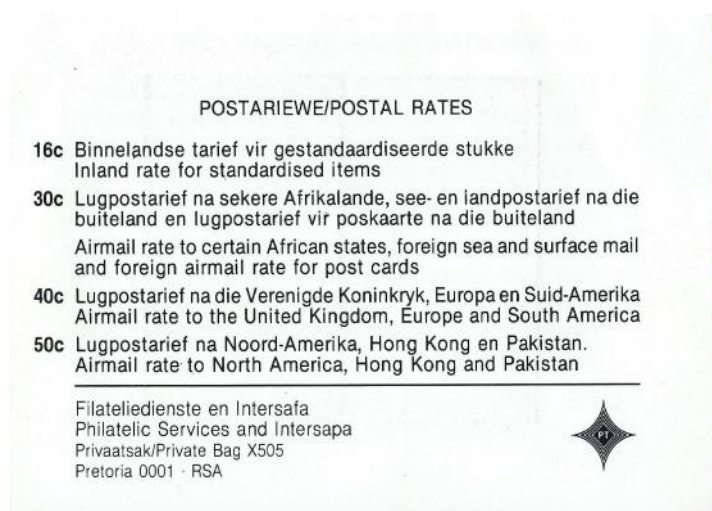 POSTARIEWE/POSTAL RATES
16c Binnelandse tarief vir gestandaardiseerde stukke
Inland rate for standardised items
30c Lugpostarief na sekere Afrikalande, see- en landpostarief na die
buiteland en lugpostarief vir poskaarte na die buiteland
Airmail rate to certain African states, foreign sea and surface mail
and foreign airmail rate for post cards
40c Lugpostarief na die Verenigde Koninkryk, Europa en Suid-Amerika
Airmail rate to the United Kingdom, Europe and South America
50c Lugpostarief na Noord-Amerika, Hong Kong en Pakistan.
Airmail rate to North America, Hong Kong and Pakistan
Filateliedienste en Intersafa
Philatelic Services and Intersapa
Privaatsak/Private Bag X505
Pretoria 0001 · RSA
PT